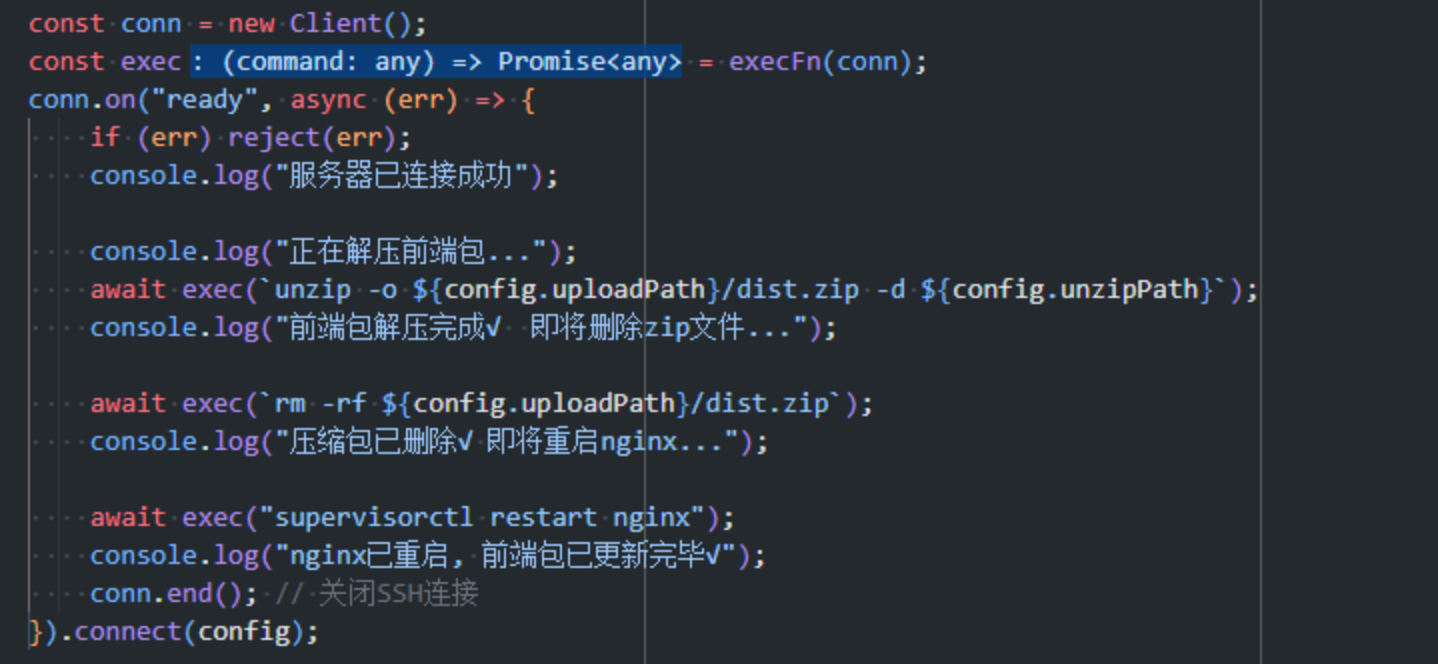 const conn = new Client();
const exec : (command: any) => Promise<any> = execFn(conn);
conn.on("ready", async (err) => {
    if (err) reject(err);
    console.log("服务器已连接成功");

    console.log("正在解压前端包...");
    await exec(`unzip -o ${config.uploadPath}/dist.zip -d ${config.unzipPath}`);
    console.log("前端包解压完成√  即将删除zip文件...");

    await exec(`rm -rf ${config.uploadPath}/dist.zip`);
    console.log("压缩包已删除√ 即将重启nginx...");

    await exec("supervisorctl restart nginx");
    console.log("nginx已重启, 前端包已更新完毕√");
    conn.end(); // 关闭SSH连接
}).connect(config);